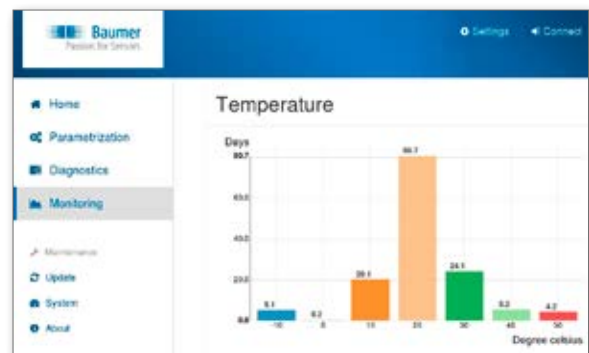 Baumer
Passion for Sensors
Settings
Connect
Home
Parametrization
Diagnostics
Monitoring
Maintenance
Update
System
About
Temperature
Days
80.7
60.0
40.0
20.0
0.0
5.1
0.2
20.1
80.7
24.5
5.2
4.2
-10
0
10
20
30
40
50
Degree celsius